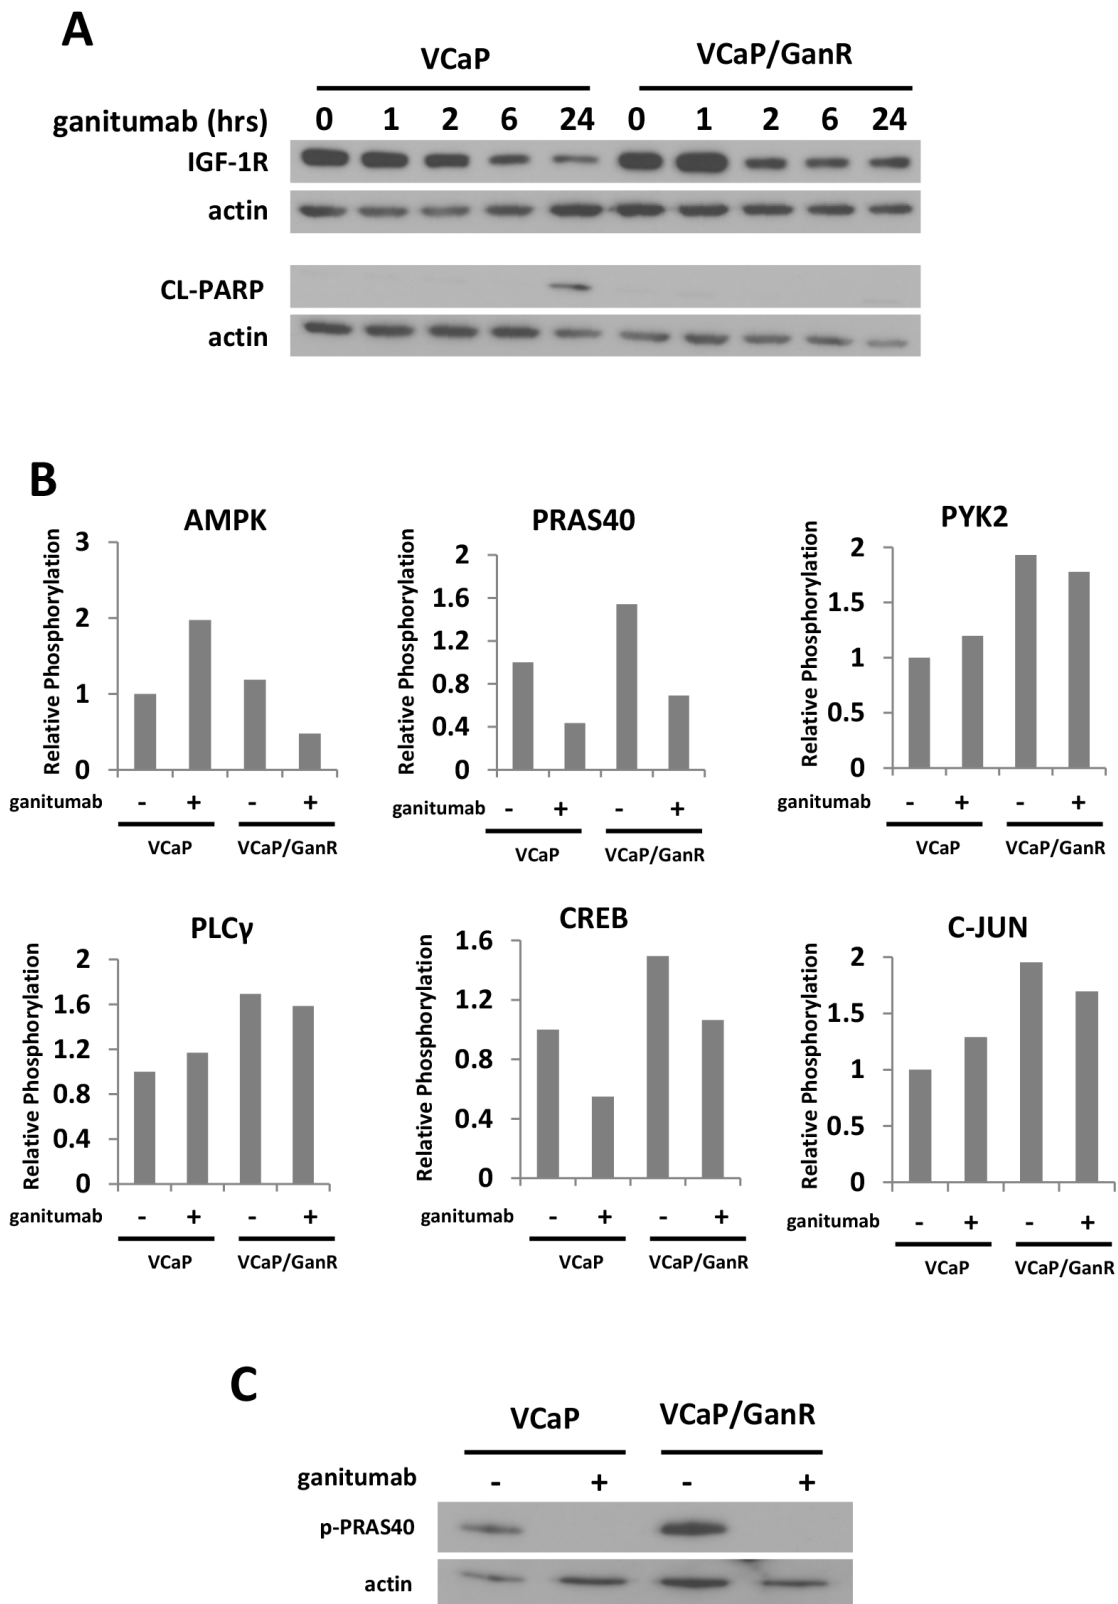 A
VCaP VCaP/GanR
ganitumab (hrs) 0 1 2 6 24 0 1 2 6 24
IGF-1R
actin
CL-PARP
actin
B
AMPK
Relative Phosphorylation
3
2
1
0
ganitumab - + - +
VCaP VCaP/GanR
PRAS40
Relative Phosphorylation
2
1.6
1.2
0.8
0.4
0
ganitumab - + - +
VCaP VCaP/GanR
PYK2
Relative Phosphorylation
2
1.5
1
0.5
0
ganitumab - + - +
VCaP VCaP/GanR
PLCγ
Relative Phosphorylation
2
1.6
1.2
0.8
0.4
0
ganitumab - + - +
VCaP VCaP/GanR
CREB
Relative Phosphorylation
1.6
1.2
0.8
0.4
0
ganitumab - + - +
VCaP VCaP/GanR
C-JUN
Relative Phosphorylation
2
1.5
1
0.5
0
ganitumab - + - +
VCaP VCaP/GanR
C
VCaP VCaP/GanR
ganitumab - + - +
p-PRAS40
actin